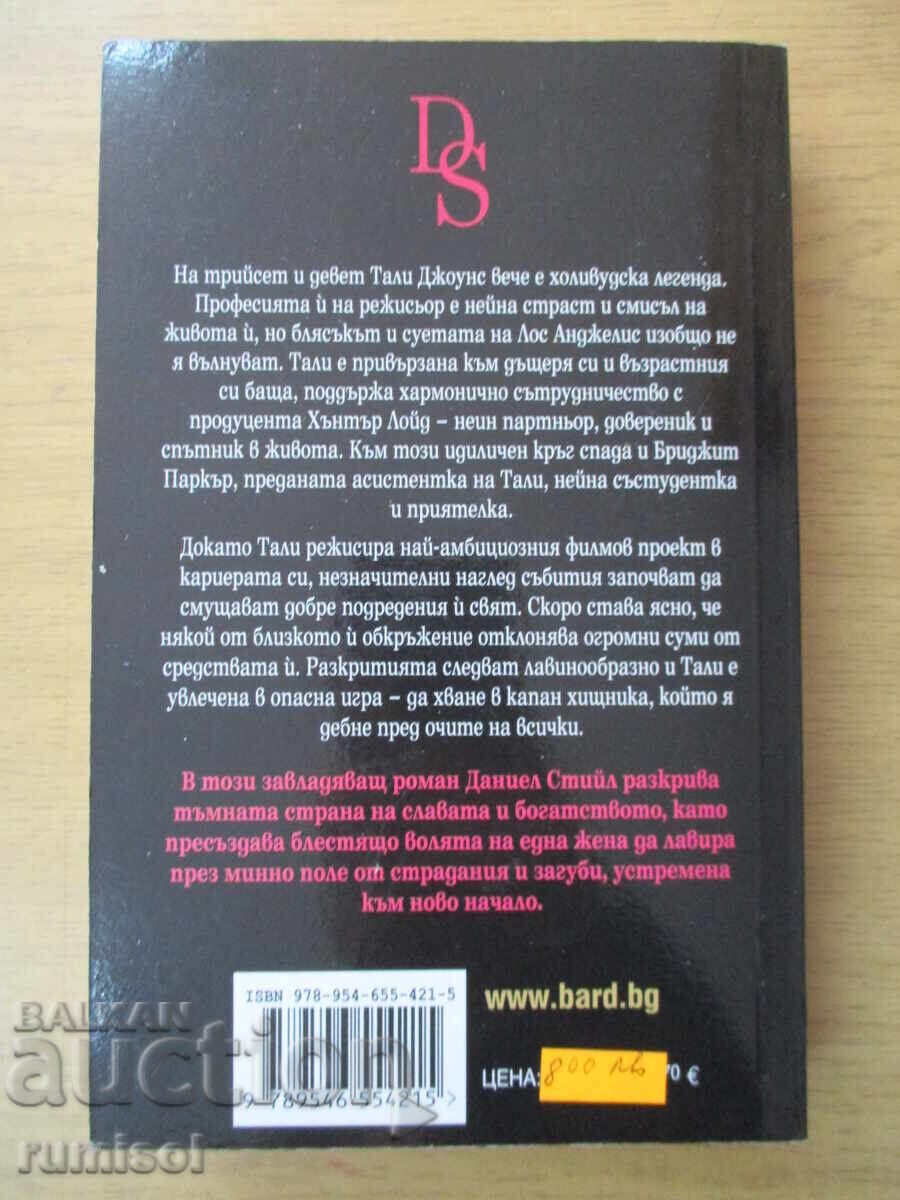 DS
На трийсет и девет Тали Джоунс вече е холивудска легенда.
Професията ѝ на режисьор е нейна страст и смисъл на
живота ѝ, но блясъкът и суетата на Лос Анджелис изобщо не
я вълнуват. Тали е привързана към дъщеря си и възрастния
си баща, поддържа хармонично сътрудничество с
продуцента Хънтър Лойд – неин партньор, довереник и
спътник в живота. Към този идиличен кръг спада и Бриджит
Паркър, преданата асистентка на Тали, нейна състудентка
и приятелка.
Докато Тали режисира най-амбициозния филмов проект в
кариерата си, незначителни наглед събития започват да
смущават добре подредения ѝ свят. Скоро става ясно, че
някой от близкото ѝ обкръжение отклонява огромни суми от
средствата ѝ. Разкритията следват лавинообразно и Тали е
увлечена в опасна игра – да хване в капан хищника, който я
дебне пред очите на всички.
В този завладяващ роман Даниел Стийл разкрива
тъмната страна на славата и богатството, като
пресъздава блестящо волята на една жена да лавира
през минно поле от страдания и загуби, устремена
към ново начало.
ISBN 978-954-655-421-5
www.bard.bg
ЦЕНА: 800 лв 70 €
9 789546 554215 >
BALKAN
auction
rumisol